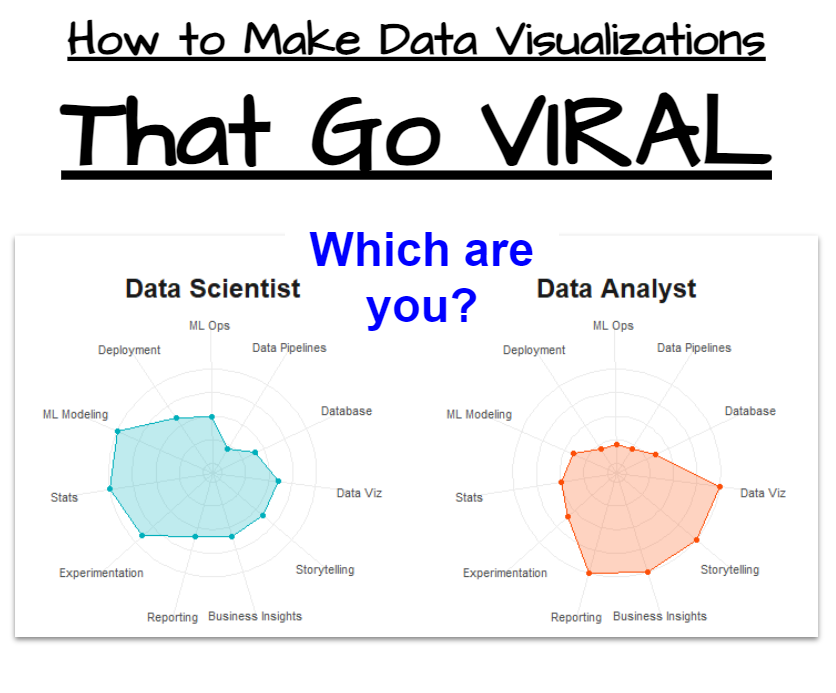 How to Make Data Visualizations
That Go VIRAL
Which are
you?
Data Scientist
ML Ops
Data Pipelines
Database
Data Viz
Storytelling
Business Insights
Reporting
Experimentation
Stats
ML Modeling
Deployment
Data Analyst
ML Ops
Data Pipelines
Database
Data Viz
Storytelling
Business Insights
Reporting
Experimentation
Stats
ML Modeling
Deployment